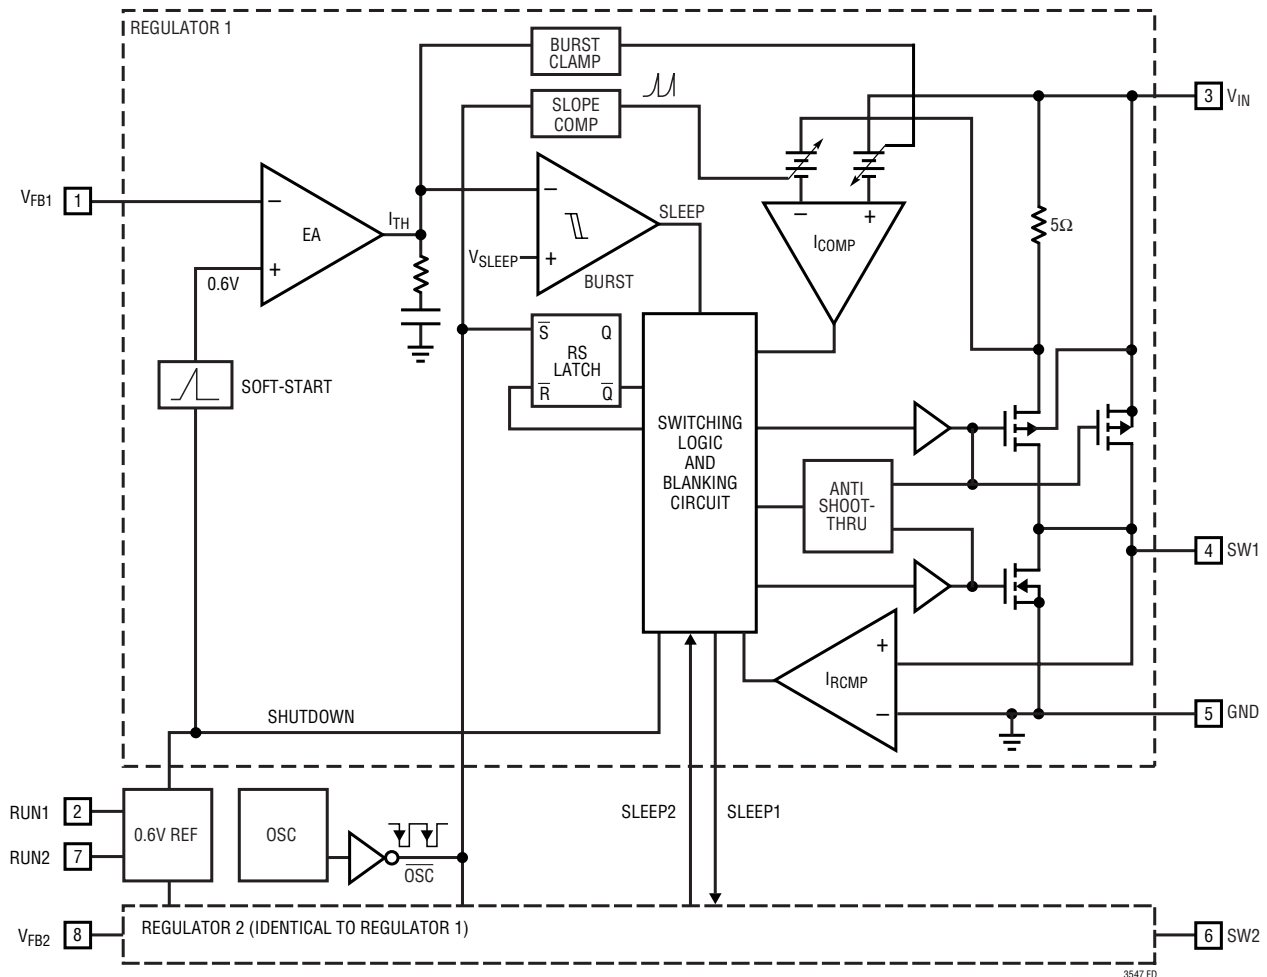 REGULATOR 1
BURST
CLAMP
SLOPE
COMP
3 VIN
VFB1 1
−
EA
+
ITH
0.6V
−
+
VSLEEP
BURST
SLEEP
−
+
ICOMP
5Ω
SOFT-START
S̅ Q
RS
LATCH
R̅ Q̅
SWITCHING
LOGIC
AND
BLANKING
CIRCUIT
ANTI
SHOOT-
THRU
4 SW1
+
IRCMP
−
5 GND
SHUTDOWN
RUN1 2
RUN2 7
0.6V REF
OSC
O̅S̅C̅
SLEEP2
SLEEP1
VFB2 8
REGULATOR 2 (IDENTICAL TO REGULATOR 1)
6 SW2
3547 FD